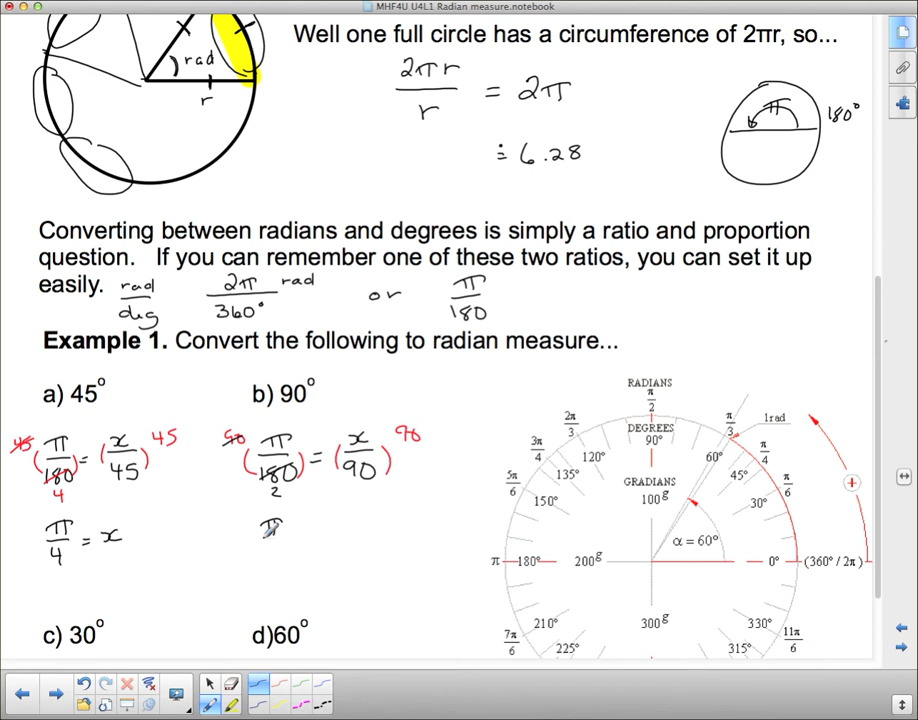 MHF4U U4L1 Radian measure.notebook
Well one full circle has a circumference of 2πr, so...
rad
r
2πr
r
= 2π
≐ 6.28
π
180°
Converting between radians and degrees is simply a ratio and proportion
question. If you can remember one of these two ratios, you can set it up
easily.
rad
deg
2π rad
360°
or
π
180
Example 1. Convert the following to radian measure...
a) 45°
b) 90°
45 (π/180) = (x/45) 45
4
π/4 = x
90 (π/180) = (x/90) 90
2
π
c) 30°
d)60°
RADIANS
π/2
DEGREES
90°
GRADIANS
100g
2π/3
120°
3π/4
135°
5π/6
150°
π
180°
200g
7π/6
210°
225°
300g
π/3
1rad
60°
π/4
45°
π/6
30°
α = 60°
0°
(360° / 2π)
+
330°
11π/6
315°